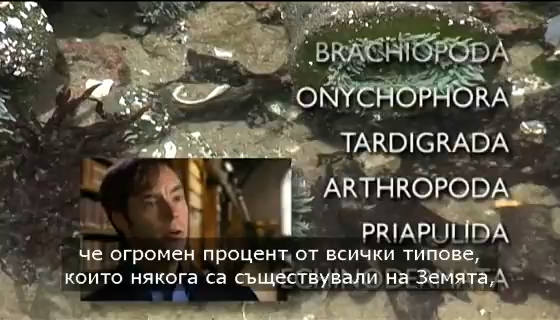 BRACHIOPODA
ONYCHOPHORA
TARDIGRADA
ARTHROPODA
PRIAPULIDA
че огромен процент от всички типове,
които някога са съществували на Земята,